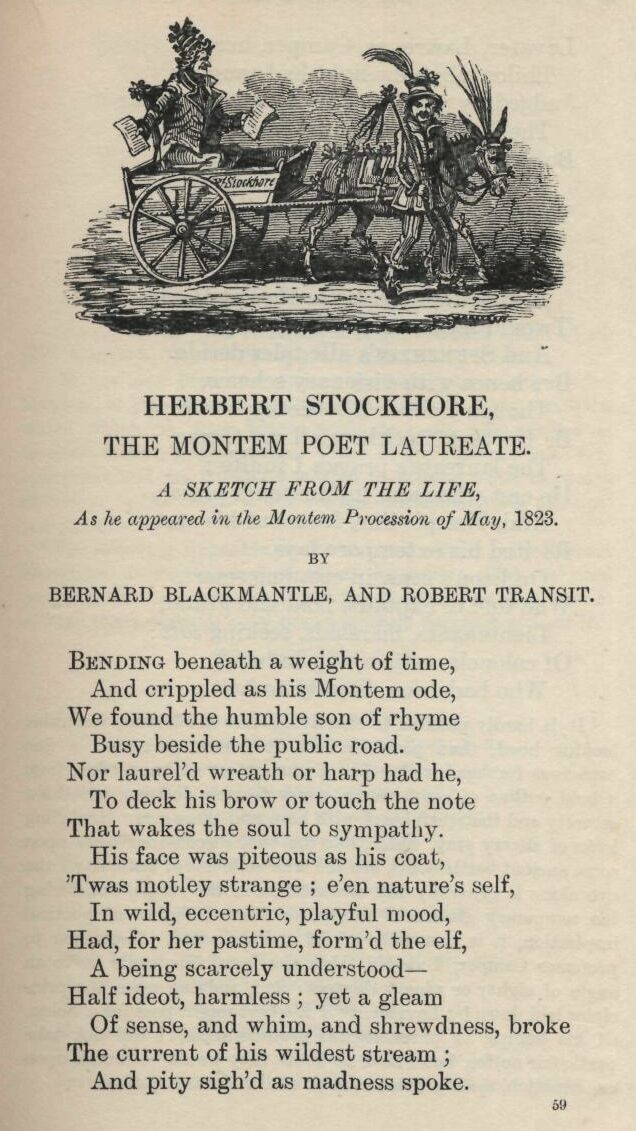 Stockhore
HERBERT STOCKHORE,
THE MONTEM POET LAUREATE.
A SKETCH FROM THE LIFE,
As he appeared in the Montem Procession of May, 1823.
BY
BERNARD BLACKMANTLE, AND ROBERT TRANSIT.
BENDING beneath a weight of time,
And crippled as his Montem ode,
We found the humble son of rhyme
Busy beside the public road.
Nor laurel'd wreath or harp had he,
To deck his brow or touch the note
That wakes the soul to sympathy.
His face was piteous as his coat,
'Twas motley strange ; e'en nature's self,
In wild, eccentric, playful mood,
Had, for her pastime, form'd the elf,
A being scarcely understood—
Half ideot, harmless ; yet a gleam
Of sense, and whim, and shrewdness, broke
The current of his wildest stream ;
And pity sigh'd as madness spoke.
59